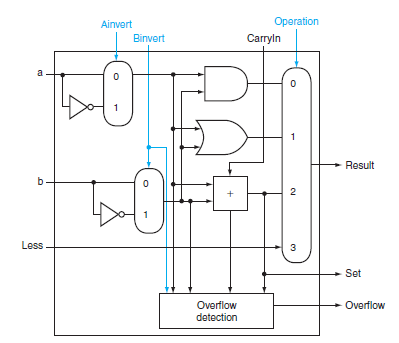 Ainvert
Binvert
CarryIn
Operation
a
0
1
0
1
Result
b
0
1
+
2
Less
3
Set
Overflow
detection
Overflow